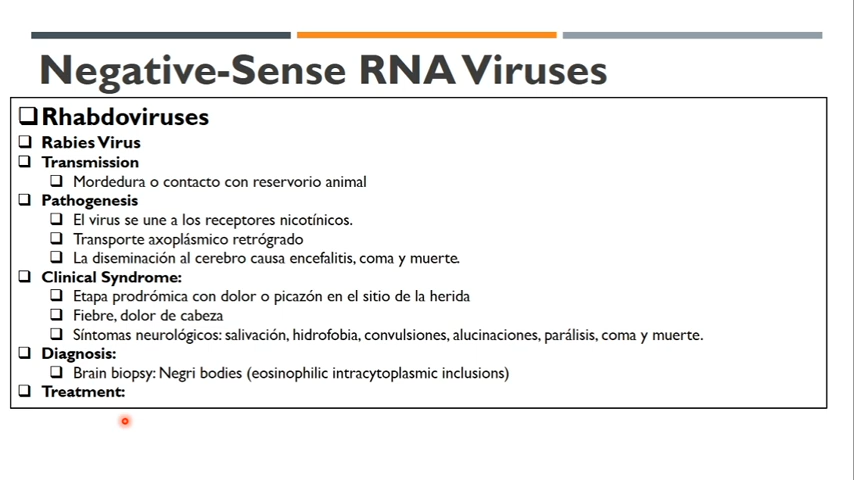 Negative-Sense RNA Viruses
Rhabdoviruses
Rabies Virus
Transmission
Mordedura o contacto con reservorio animal
Pathogenesis
El virus se une a los receptores nicotínicos.
Transporte axoplásmico retrógrado
La diseminación al cerebro causa encefalitis, coma y muerte.
Clinical Syndrome:
Etapa prodrómica con dolor o picazón en el sitio de la herida
Fiebre, dolor de cabeza
Síntomas neurológicos: salivación, hidrofobia, convulsiones, alucinaciones, parálisis, coma y muerte.
Diagnosis:
Brain biopsy: Negri bodies (eosinophilic intracytoplasmic inclusions)
Treatment: